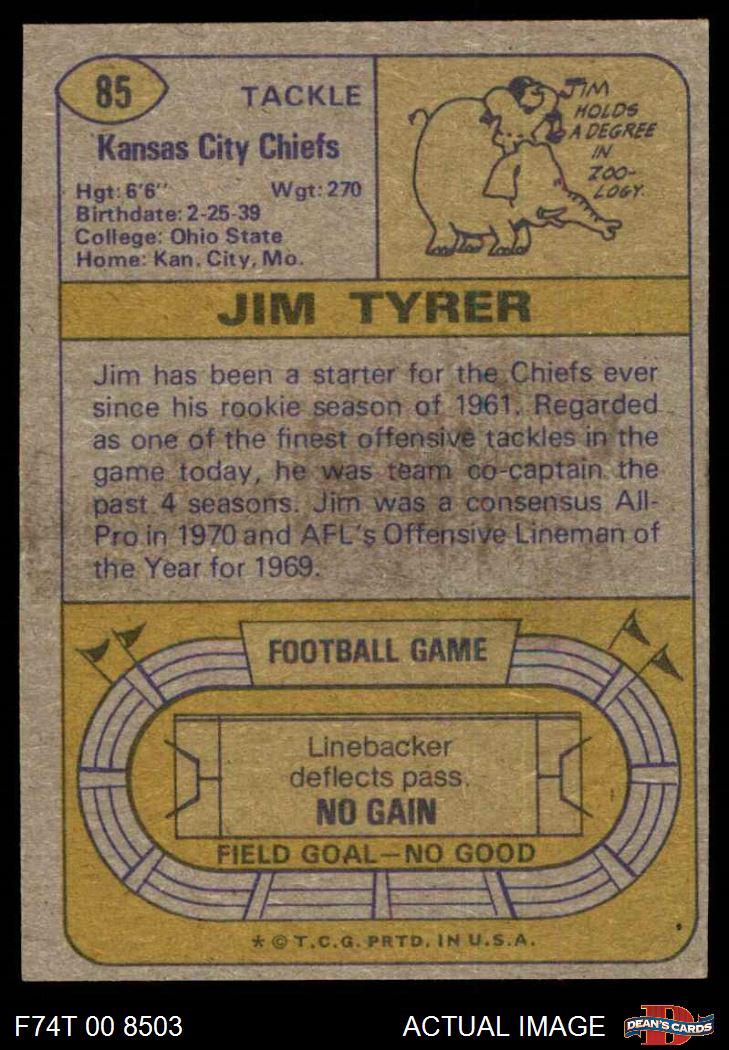 85
TACKLE
Kansas City Chiefs
Hgt: 6'6" Wgt: 270
Birthdate: 2-25-39
College: Ohio State
Home: Kan. City, Mo.
JIM
HOLDS
A DEGREE
IN
ZOO-
LOGY.
JIM TYRER
Jim has been a starter for the Chiefs ever
since his rookie season of 1961. Regarded
as one of the finest offensive tackles in the
game today, he was team co-captain the
past 4 seasons. Jim was a consensus All-
Pro in 1970 and AFL's Offensive Lineman of
the Year for 1969.
FOOTBALL GAME
Linebacker
deflects pass.
NO GAIN
FIELD GOAL—NO GOOD
* © T.C.G. PRTD. IN U.S.A.
F74T 00 8503 ACTUAL IMAGE
D
DEAN'S CARDS